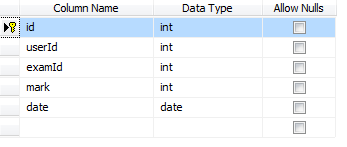 Column Name Data Type Allow Nulls
id int
userId int
examId int
mark int
date date